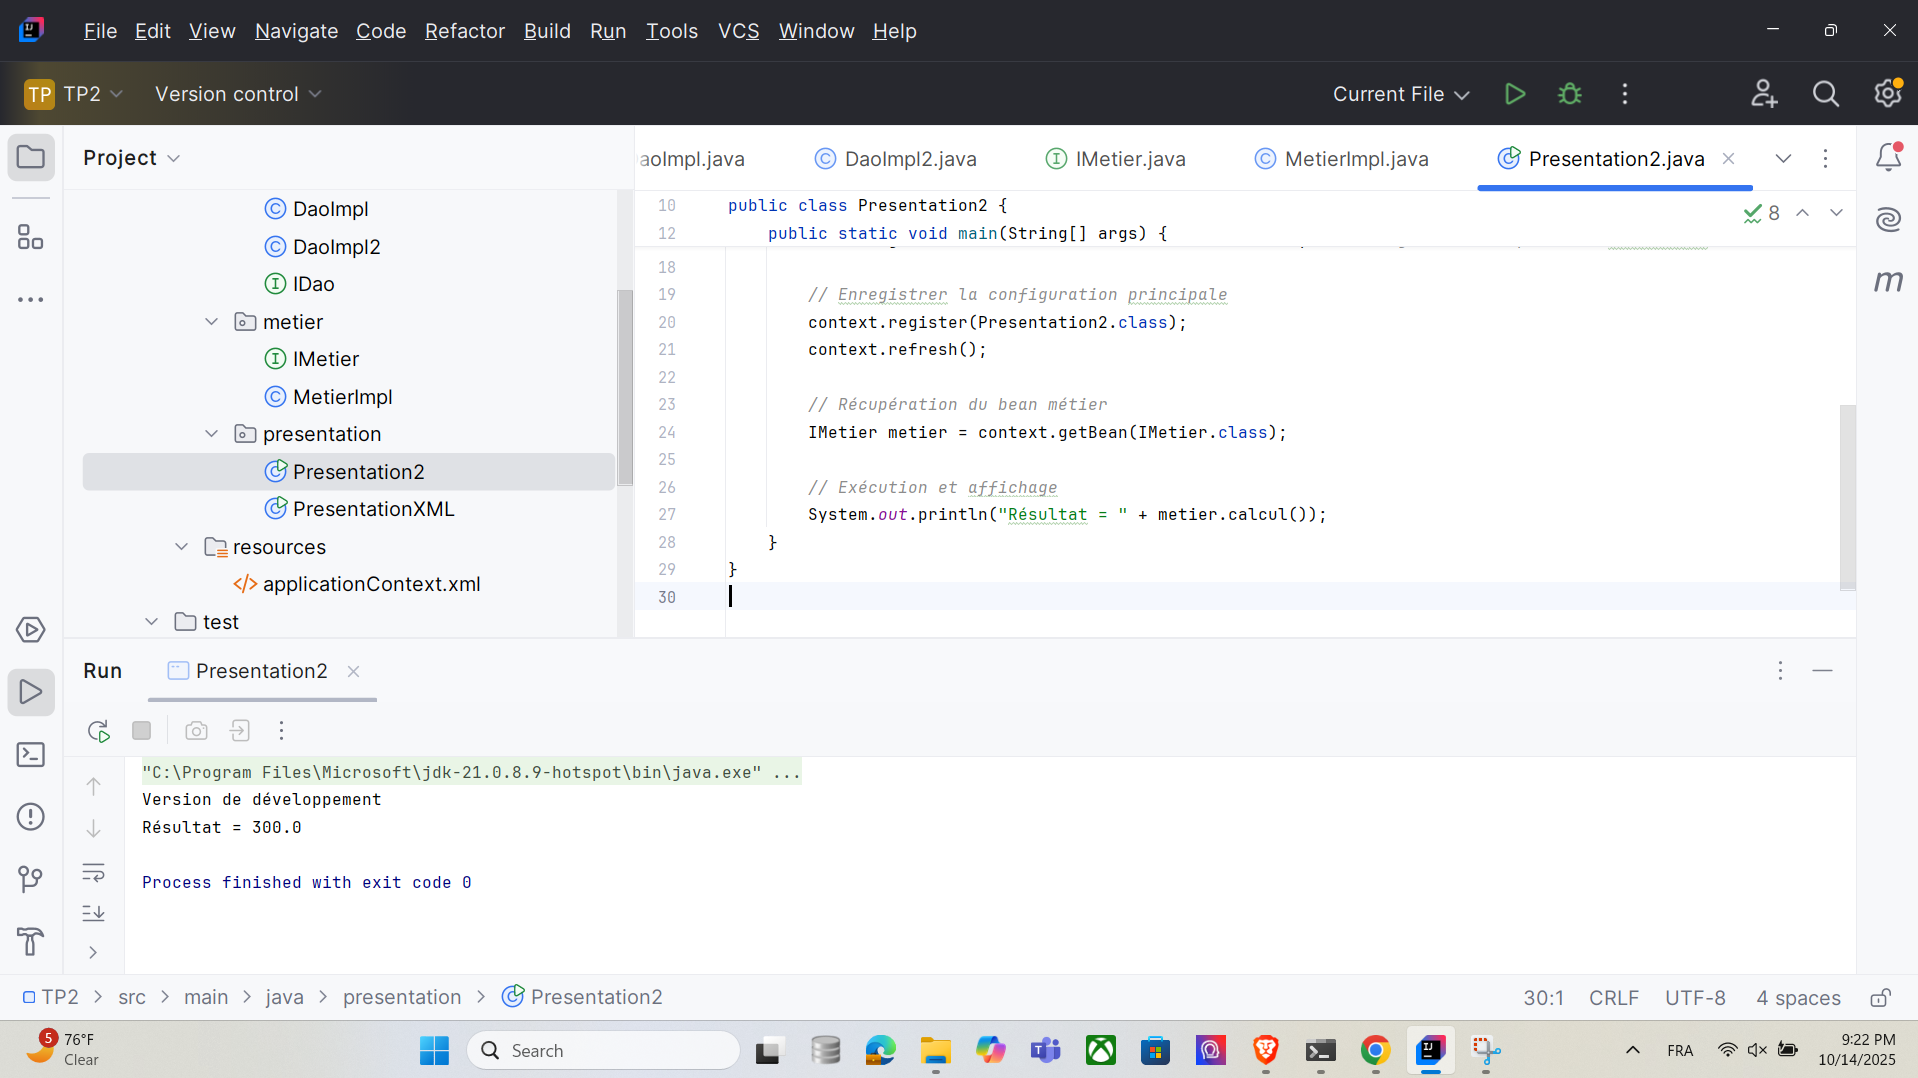 File Edit View Navigate Code Refactor Build Run Tools VCS Window Help
TP TP2 Version control Current File
Project
DaoImpl
DaoImpl2
IDao
metier
IMetier
MetierImpl
presentation
Presentation2
PresentationXML
resources
applicationContext.xml
test
aoImpl.java DaoImpl2.java IMetier.java MetierImpl.java Presentation2.java
8
10 public class Presentation2 {
12 public static void main(String[] args) {
18
19 // Enregistrer la configuration principale
20 context.register(Presentation2.class);
21 context.refresh();
22
23 // Récupération du bean métier
24 IMetier metier = context.getBean(IMetier.class);
25
26 // Exécution et affichage
27 System.out.println("Résultat = " + metier.calcul());
28 }
29 }
30
Run Presentation2
"C:\Program Files\Microsoft\jdk-21.0.8.9-hotspot\bin\java.exe" ...
Version de développement
Résultat = 300.0
Process finished with exit code 0
TP2 > src > main > java > presentation > Presentation2
30:1 CRLF UTF-8 4 spaces
5 76°F
Clear
Search
FRA
9:22 PM
10/14/2025